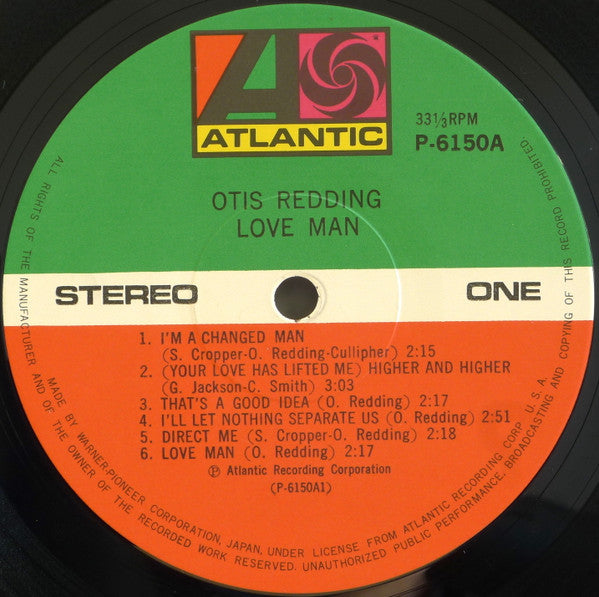 ATLANTIC
33⅓RPM
P-6150A
OTIS REDDING
LOVE MAN
STEREO
ONE
1. I'M A CHANGED MAN
(S. Cropper-O. Redding-Cullipher) 2:15
2. (YOUR LOVE HAS LIFTED ME) HIGHER AND HIGHER
(G. Jackson-C. Smith) 3:03
3. THAT'S A GOOD IDEA (O. Redding) 2:17
4. I'LL LET NOTHING SEPARATE US (O. Redding) 2:51
5. DIRECT ME (S. Cropper-O. Redding) 2:18
6. LOVE MAN (O. Redding) 2:17
Ⓟ Atlantic Recording Corporation
(P-6150A1)
MADE BY WARNER-PIONEER CORPORATION, JAPAN, UNDER LICENSE FROM ATLANTIC RECORDING CORP. U.S.A.
ALL RIGHTS OF THE MANUFACTURER AND OF THE OWNER OF THE RECORDED WORK RESERVED. UNAUTHORIZED PUBLIC PERFORMANCE, BROADCASTING AND COPYING OF THIS RECORD PROHIBITED.